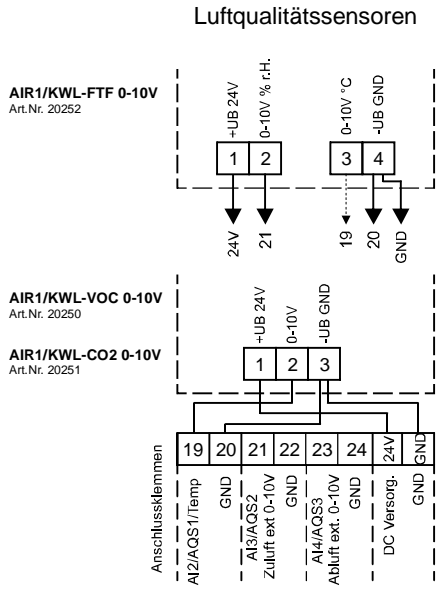 Luftqualitätssensoren
AIR1/KWL-FTF 0-10V
Art.Nr. 20252
+UB 24V
0-10V % r.H.
0-10V °C
-UB GND
1 2 3 4
24V
21
19
20
GND
AIR1/KWL-VOC 0-10V
Art.Nr. 20250
AIR1/KWL-CO2 0-10V
Art.Nr. 20251
+UB 24V
0-10V
-UB GND
1 2 3
Anschlussklemmen
19 20 21 22 23 24 24V GND
AI2/AQS1/Temp
GND
AI3/AQS2
Zuluft ext 0-10V
GND
AI4/AQS3
Abluft ext. 0-10V
GND
DC Versorg.
GND